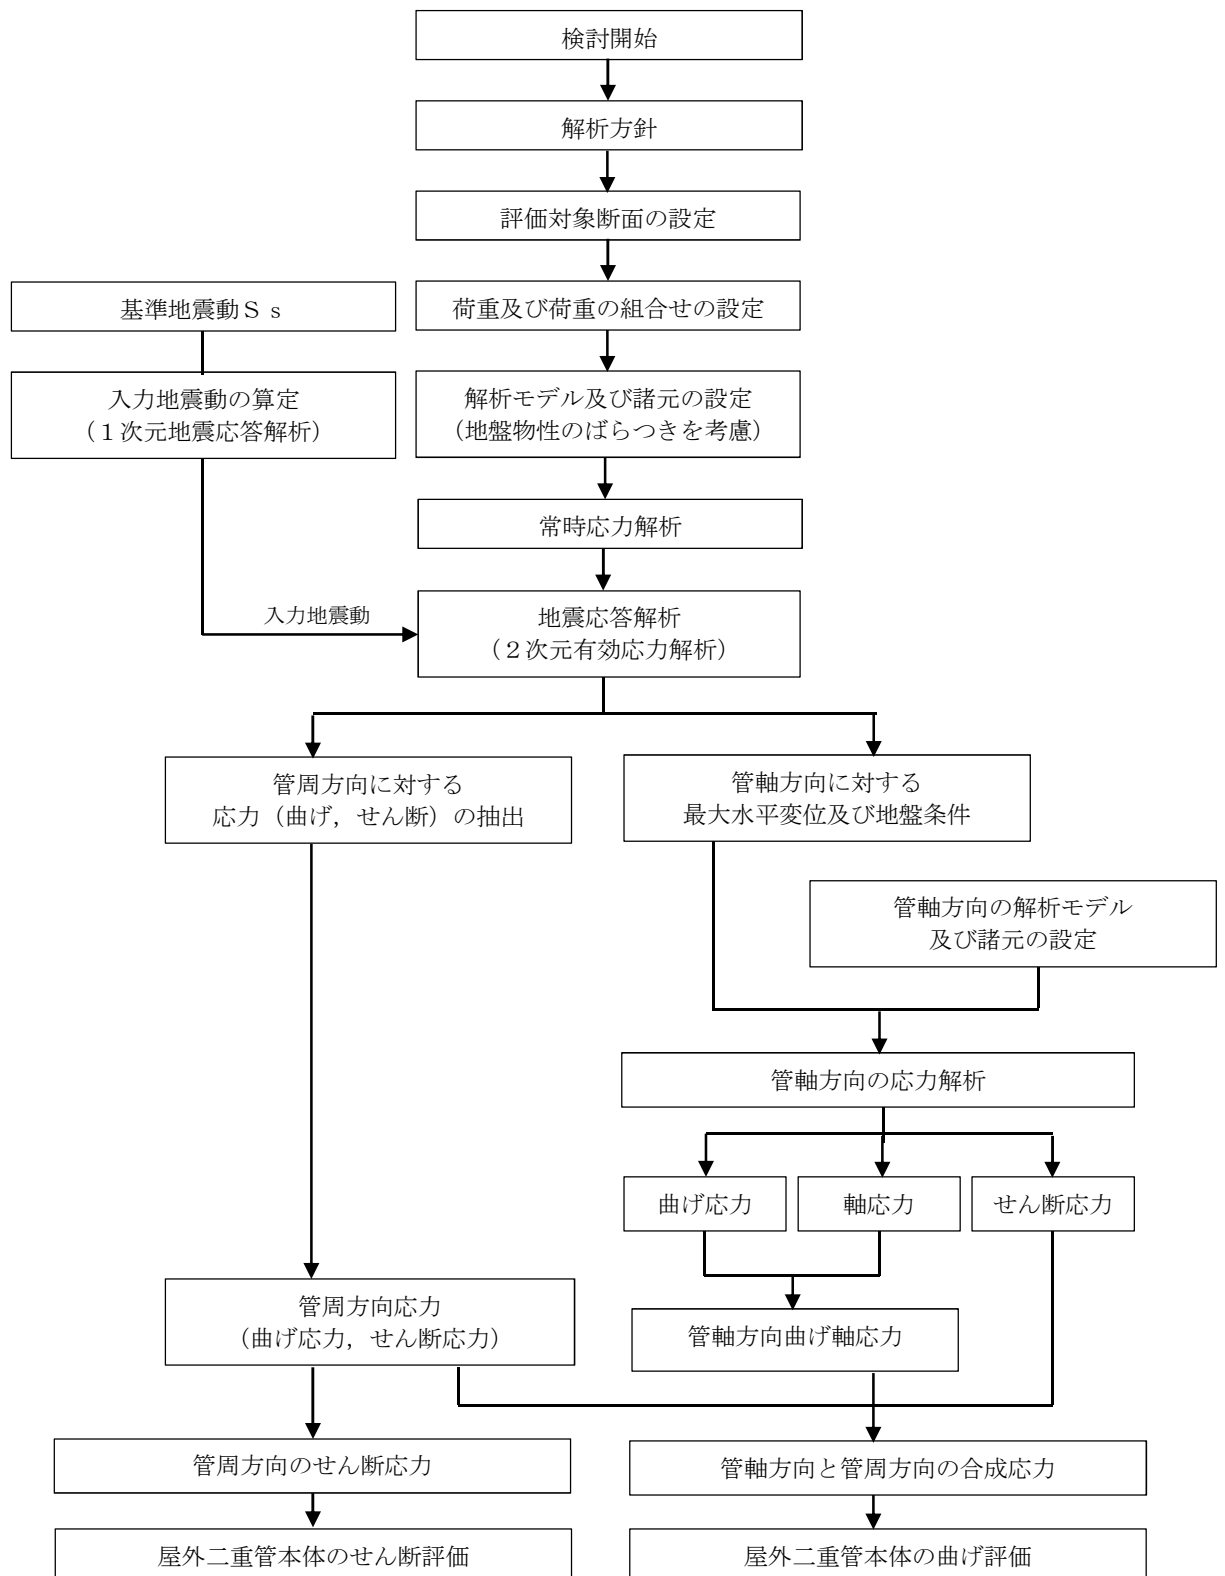 検討開始
解析方針
評価対象断面の設定
基準地震動Ｓｓ
荷重及び荷重の組合せの設定
入力地震動の算定
（１次元地震応答解析）
解析モデル及び諸元の設定
（地盤物性のばらつきを考慮）
常時応力解析
入力地震動
地震応答解析
（２次元有効応力解析）
管周方向に対する
応力（曲げ，せん断）の抽出
管軸方向に対する
最大水平変位及び地盤条件
管軸方向の解析モデル
及び諸元の設定
管軸方向の応力解析
曲げ応力
軸応力
せん断応力
管周方向応力
（曲げ応力，せん断応力）
管軸方向曲げ軸応力
管周方向のせん断応力
管軸方向と管周方向の合成応力
屋外二重管本体のせん断評価
屋外二重管本体の曲げ評価